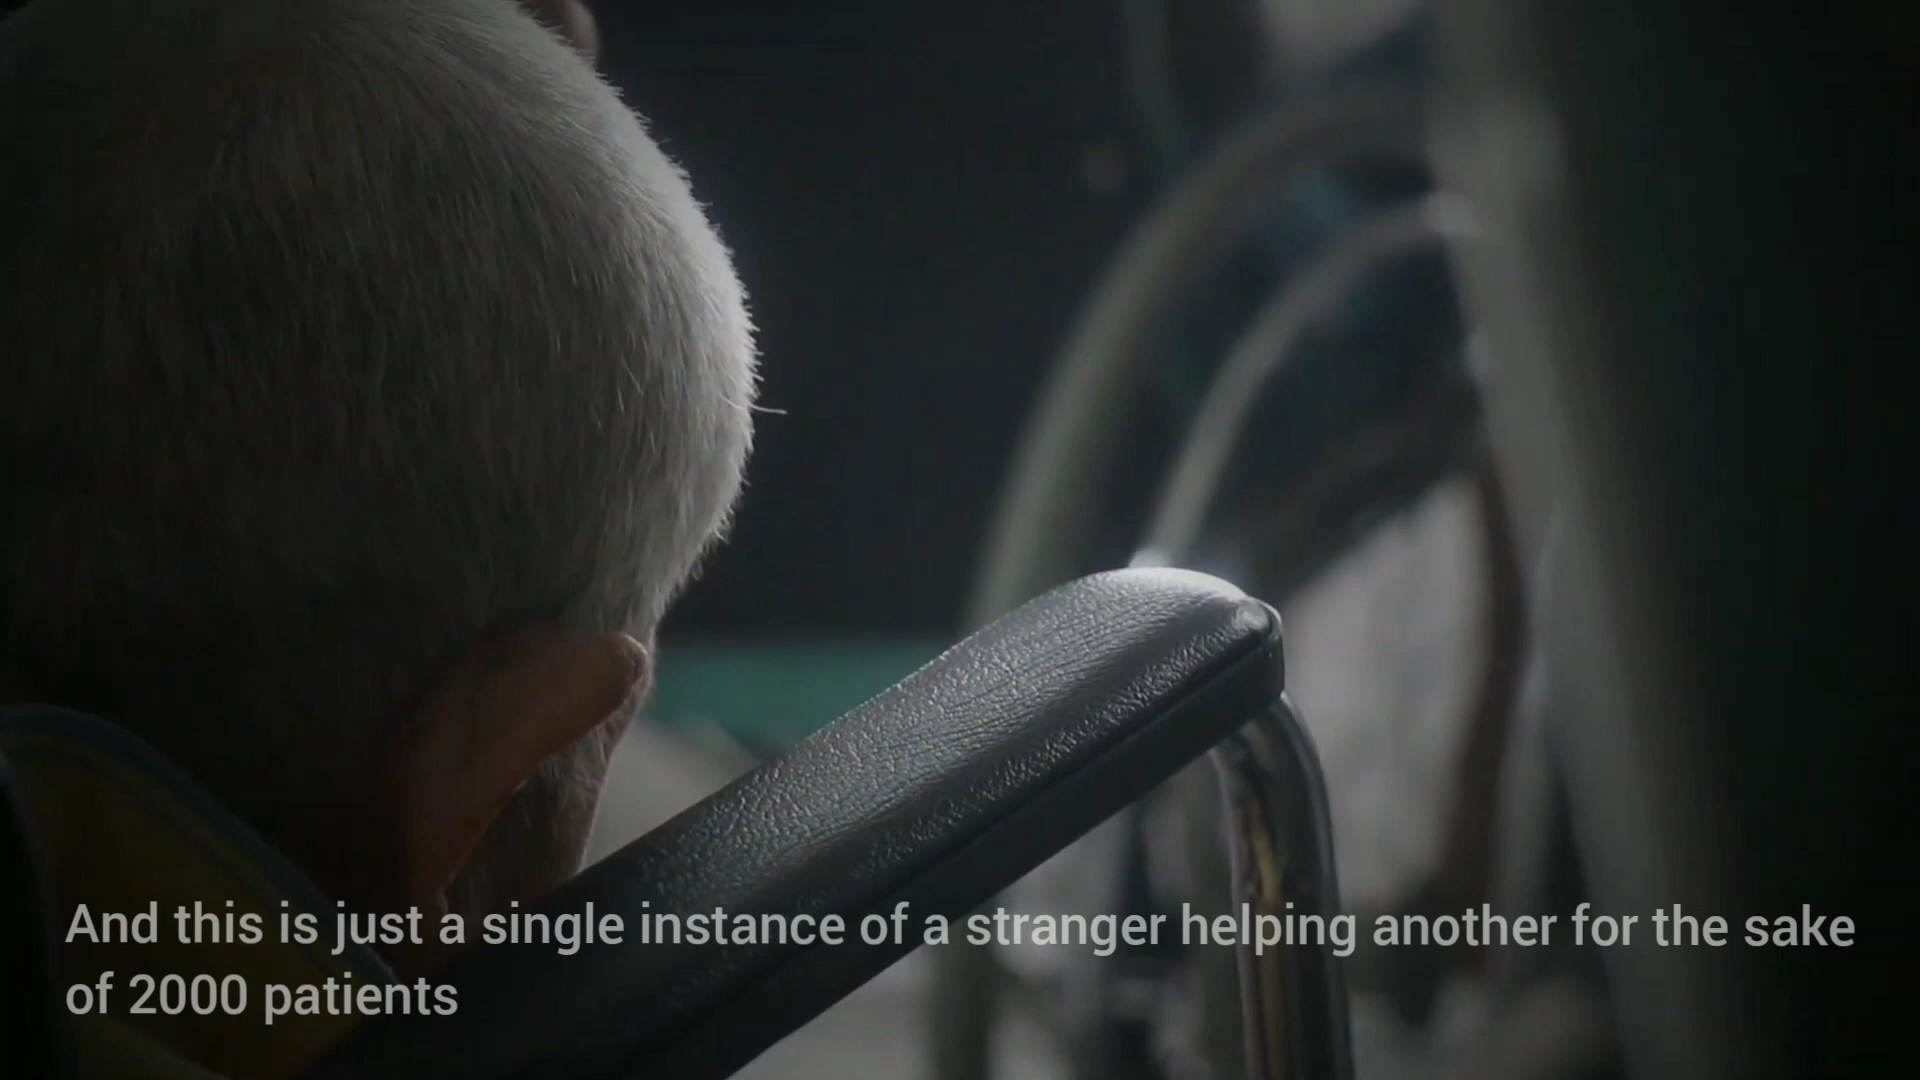 And this is just a single instance of a stranger helping another for the sake
of 2000 patients